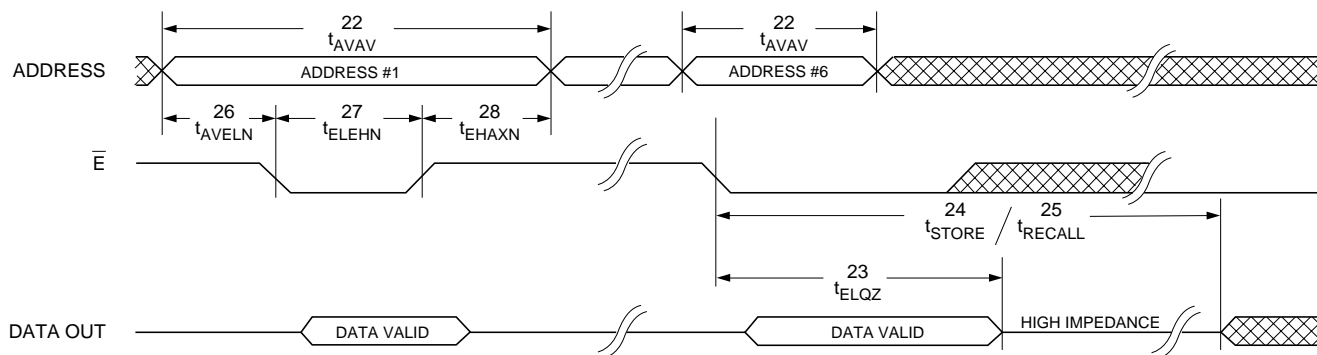 22
tAVAV
22
tAVAV
ADDRESS
ADDRESS #1
ADDRESS #6
26
tAVELN
27
tELEHN
28
tEHAXN
E
24
tSTORE
/
25
tRECALL
23
tELQZ
DATA OUT
DATA VALID
DATA VALID
HIGH IMPEDANCE